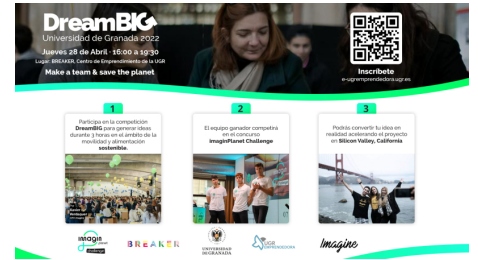 DreamBIG
Universidad de Granada 2022
Jueves 28 de Abril · 16:00 a 19:30
Lugar: BREAKER, Centro de Emprendimiento de la UGR
Make a team & save the planet
Inscríbete
e-ugremprendedora.ugr.es
1
Participa en la competición
DreamBIG para generar ideas
durante 3 horas en el ámbito de la
movilidad y alimentación
sostenible.
2
El equipo ganador competirá
en el concurso
imaginPlanet Challenge
3
Podrás convertir tu idea en
realidad acelerando el proyecto
en Silicon Valley, California
imagin
planet
challenge
BREAKER
UNIVERSIDAD
DE GRANADA
UGR
EMPRENDEDORA
Imagine